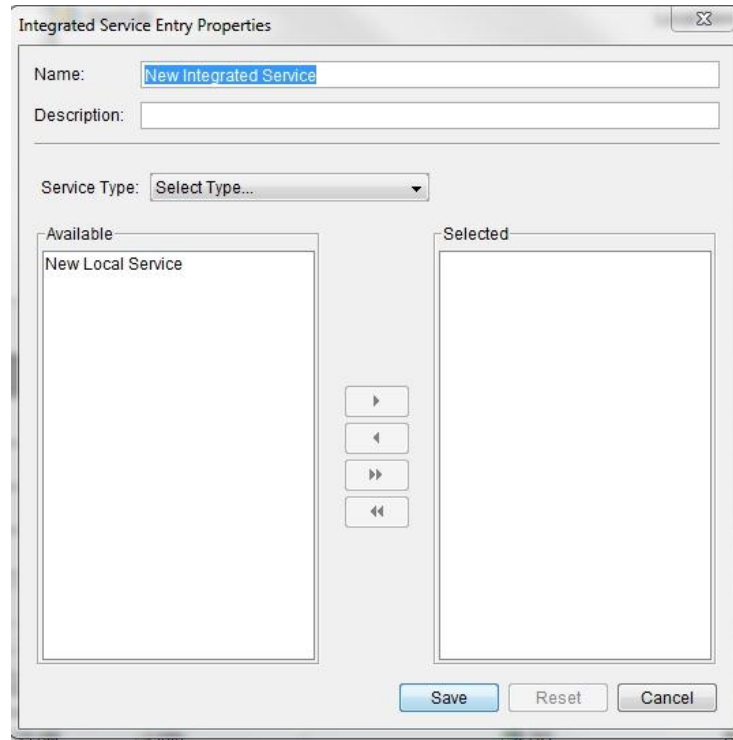 Integrated Service Entry Properties
Name: New Integrated Service
Description:
Service Type: Select Type...
Available
Selected
New Local Service
Save Reset Cancel